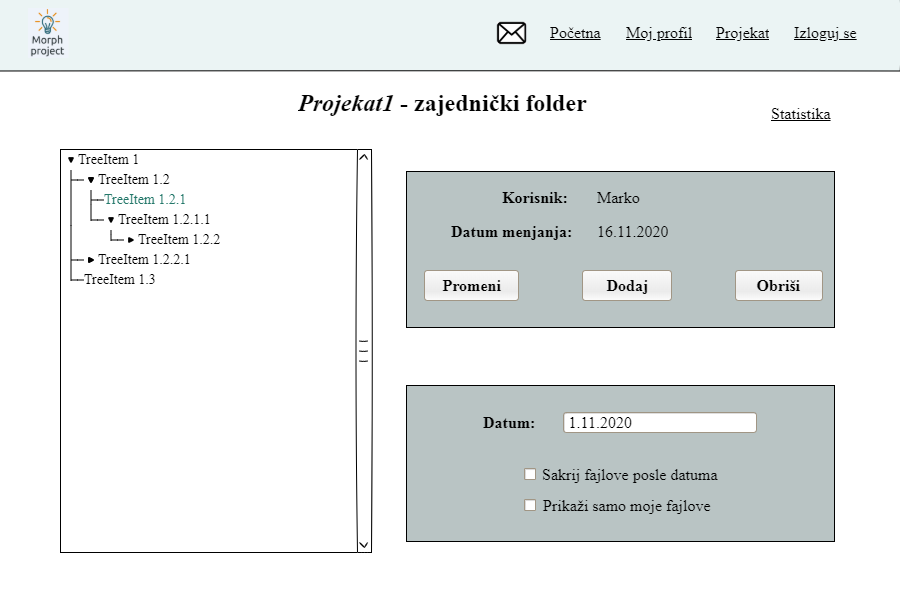 Morph
project
Početna Moj profil Projekat Izloguj se
Projekat1 - zajednički folder
Statistika
TreeItem 1
TreeItem 1.2
TreeItem 1.2.1
TreeItem 1.2.1.1
TreeItem 1.2.2
TreeItem 1.2.2.1
TreeItem 1.3
Korisnik: Marko
Datum menjanja: 16.11.2020
Promeni Dodaj Obriši
Datum: 1.11.2020
Sakrij fajlove posle datuma
Prikaži samo moje fajlove